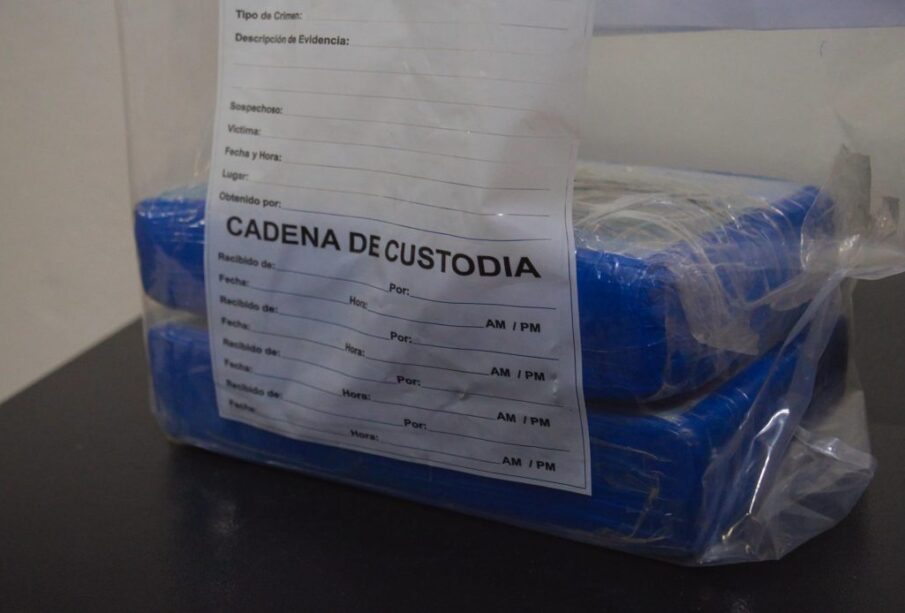 Tipo de Crimen:
Descripción de Evidencia:
Sospechoso:
Victima:
Fecha y Hora:
Lugar:
Obtenido por:
CADENA DE CUSTODIA
Recibido de: Por:
Fecha: Hora: AM / PM
Recibido de: Por:
Fecha: Hora: AM / PM
Recibido de: Por:
Fecha: Hora: AM / PM
Recibido de: Por:
Fecha: Hora: AM / PM